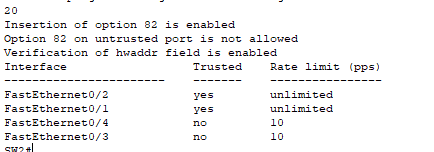 20
Insertion of option 82 is enabled
Option 82 on untrusted port is not allowed
Verification of hwaddr field is enabled
Interface Trusted Rate limit (pps)
----------------------- ------- ----------------
FastEthernet0/2 yes unlimited
FastEthernet0/1 yes unlimited
FastEthernet0/4 no 10
FastEthernet0/3 no 10
SW2#